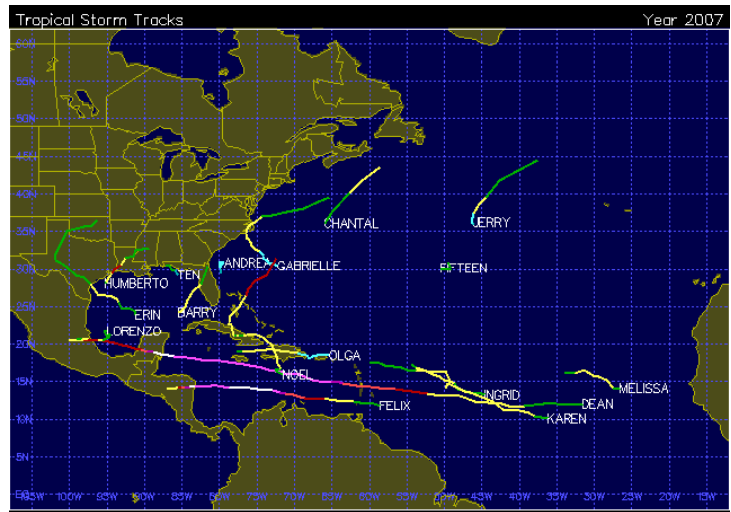 Tropical Storm Tracks Year 2007
60N
55N
50N
45N
40N
CHANTAL
JERRY
35N
ANDREA
GABRIELLE
FIFTEEN
30N
TEN
HUMBERTO
ERIN
BARRY
25N
LORENZO
20N
OLGA
NOEL
15N
INGRID
MELISSA
FELIX
DEAN
KAREN
10N
5N
EQ
105W 100W 95W 90W 85W 80W 75W 70W 65W 60W 55W 50W 45W 40W 35W 30W 25W 20W 15W